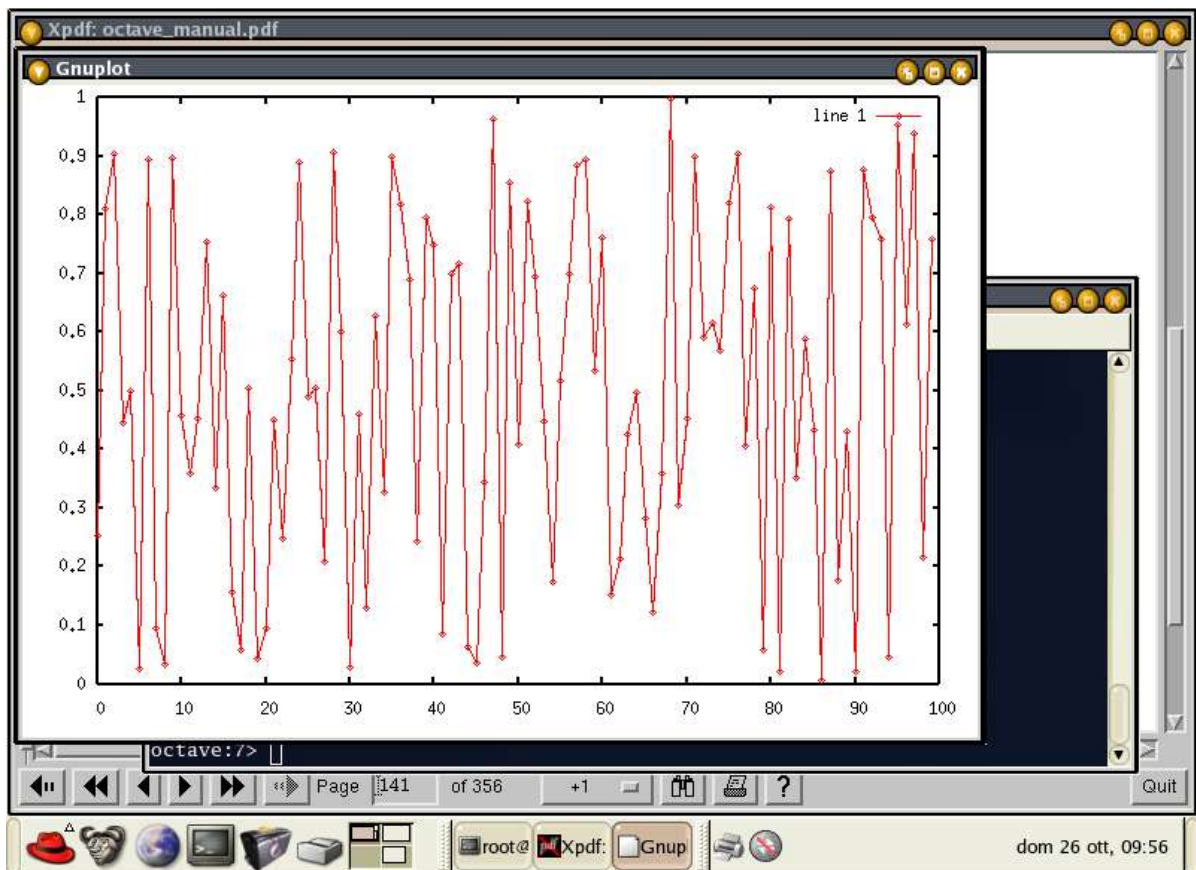 Xpdf: octave_manual.pdf
Gnuplot
line 1
1
0.9
0.8
0.7
0.6
0.5
0.4
0.3
0.2
0.1
0
0 10 20 30 40 50 60 70 80 90 100
octave:7>
Page 141 of 356 +1 ? Quit
root@ Xpdf: Gnup dom 26 ott, 09:56